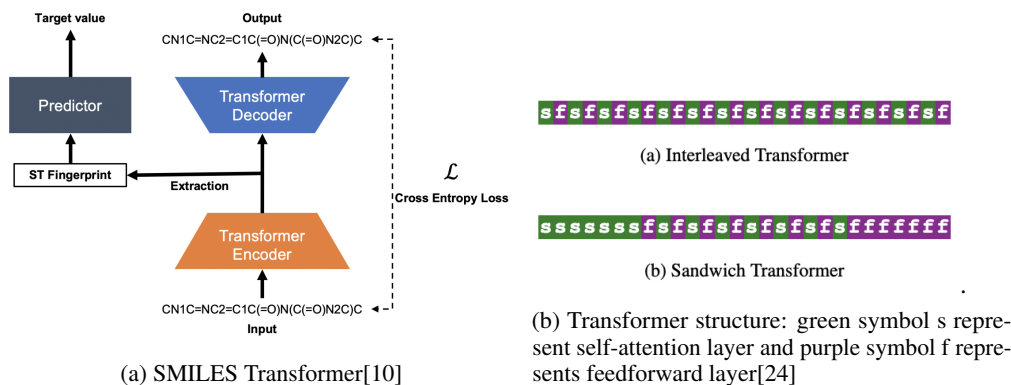 Target value
Output
CN1C=NC2=C1C(=O)N(C(=O)N2C)C
Predictor
Transformer
Decoder
ST Fingerprint
Extraction
ℒ
Cross Entropy Loss
Transformer
Encoder
CN1C=NC2=C1C(=O)N(C(=O)N2C)C
Input
(a) SMILES Transformer[10]
sfsfsfsfsfsfsfsfsfsfsfsfsfsf
(a) Interleaved Transformer
sssssssfsfsfsfsfsfsfsfffffff
(b) Sandwich Transformer
.
(b) Transformer structure: green symbol s repre-
sent self-attention layer and purple symbol f repre-
sents feedforward layer[24]